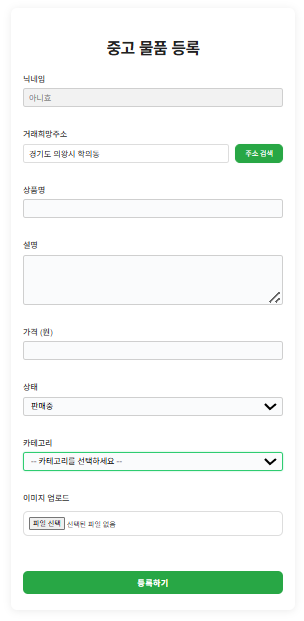 중고 물품 등록
닉네임
아니효
거래희망주소
경기도 의왕시 학의동
주소 검색
상품명
설명
가격 (원)
상태
판매중
카테고리
-- 카테고리를 선택하세요 --
이미지 업로드
파일 선택 선택된 파일 없음
등록하기